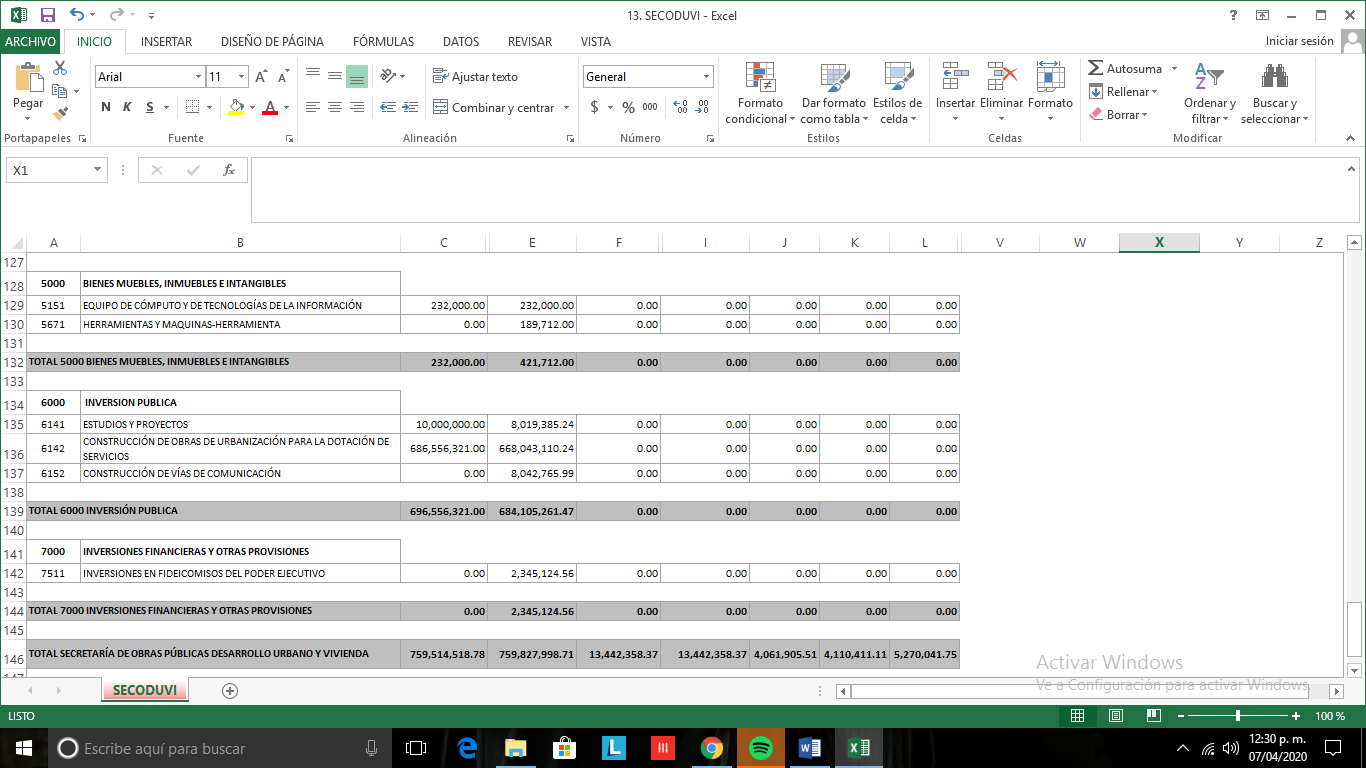 13. SECODUVI - Excel
ARCHIVO INICIO INSERTAR DISEÑO DE PÁGINA FÓRMULAS DATOS REVISAR VISTA Iniciar sesión
Pegar
Portapapeles
Arial 11
N K S
Fuente
Ajustar texto
Combinar y centrar
Alineación
General
$ % 000
Número
Formato condicional
Dar formato como tabla
Estilos de celda
Estilos
Insertar Eliminar Formato
Celdas
Autosuma
Rellenar
Borrar
Ordenar y filtrar
Buscar y seleccionar
Modificar
X1 fx
A B C E F I J K L V W X Y Z
127
128 5000 BIENES MUEBLES, INMUEBLES E INTANGIBLES
129 5151 EQUIPO DE CÓMPUTO Y DE TECNOLOGÍAS DE LA INFORMACIÓN 232,000.00 232,000.00 0.00 0.00 0.00 0.00 0.00
130 5671 HERRAMIENTAS Y MAQUINAS-HERRAMIENTA 0.00 189,712.00 0.00 0.00 0.00 0.00 0.00
131
132 TOTAL 5000 BIENES MUEBLES, INMUEBLES E INTANGIBLES 232,000.00 421,712.00 0.00 0.00 0.00 0.00 0.00
133
134 6000 INVERSION PUBLICA
135 6141 ESTUDIOS Y PROYECTOS 10,000,000.00 8,019,385.24 0.00 0.00 0.00 0.00 0.00
136 6142 CONSTRUCCIÓN DE OBRAS DE URBANIZACIÓN PARA LA DOTACIÓN DE
SERVICIOS 686,556,321.00 668,043,110.24 0.00 0.00 0.00 0.00 0.00
137 6152 CONSTRUCCIÓN DE VÍAS DE COMUNICACIÓN 0.00 8,042,765.99 0.00 0.00 0.00 0.00 0.00
138
139 TOTAL 6000 INVERSIÓN PUBLICA 696,556,321.00 684,105,261.47 0.00 0.00 0.00 0.00 0.00
140
141 7000 INVERSIONES FINANCIERAS Y OTRAS PROVISIONES
142 7511 INVERSIONES EN FIDEICOMISOS DEL PODER EJECUTIVO 0.00 2,345,124.56 0.00 0.00 0.00 0.00 0.00
143
144 TOTAL 7000 INVERSIONES FINANCIERAS Y OTRAS PROVISIONES 0.00 2,345,124.56 0.00 0.00 0.00 0.00 0.00
145
146 TOTAL SECRETARÍA DE OBRAS PÚBLICAS DESARROLLO URBANO Y VIVIENDA 759,514,518.78 759,827,998.71 13,442,358.37 13,442,358.37 4,061,905.51 4,110,411.11 5,270,041.75
Activar Windows
Ve a Configuración para activar Windows.
SECODUVI
LISTO 100 %
Escribe aquí para buscar
12:30 p. m.
07/04/2020